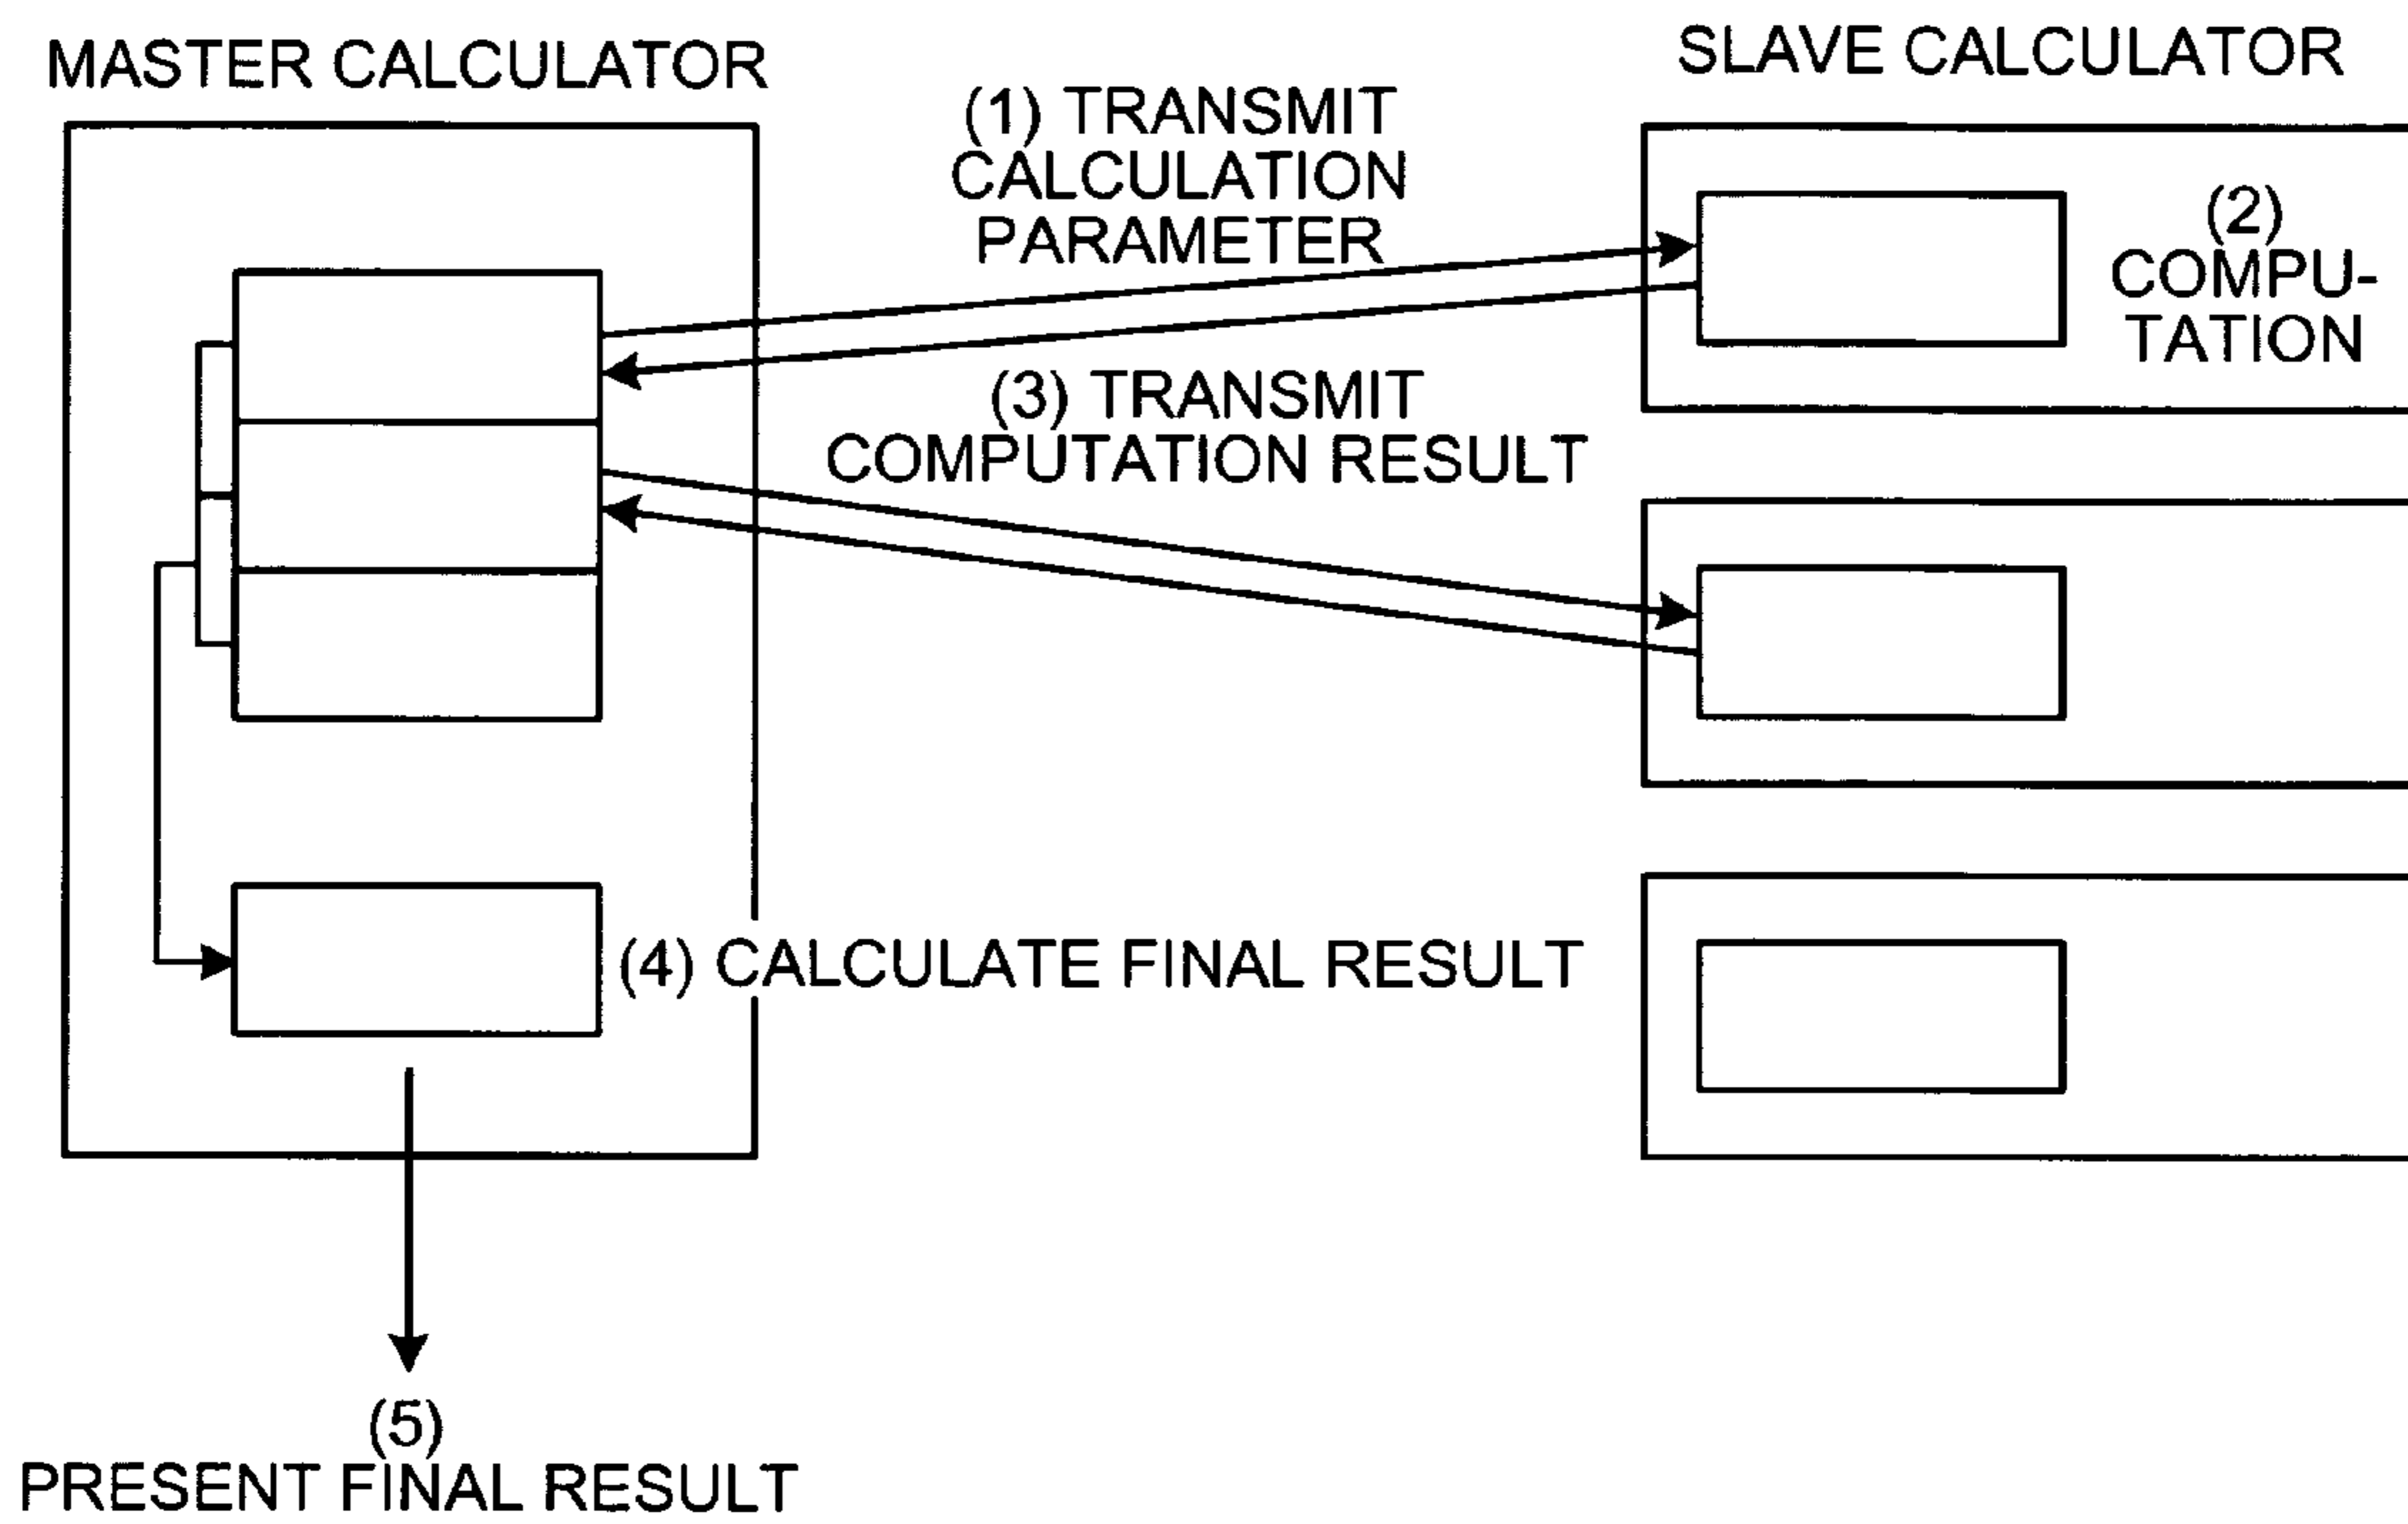 MASTER CALCULATOR
SLAVE CALCULATOR
(1) TRANSMIT
CALCULATION
PARAMETER
(2)
COMPU-
TATION
(3) TRANSMIT
COMPUTATION RESULT
(4) CALCULATE FINAL RESULT
(5)
PRESENT FINAL RESULT